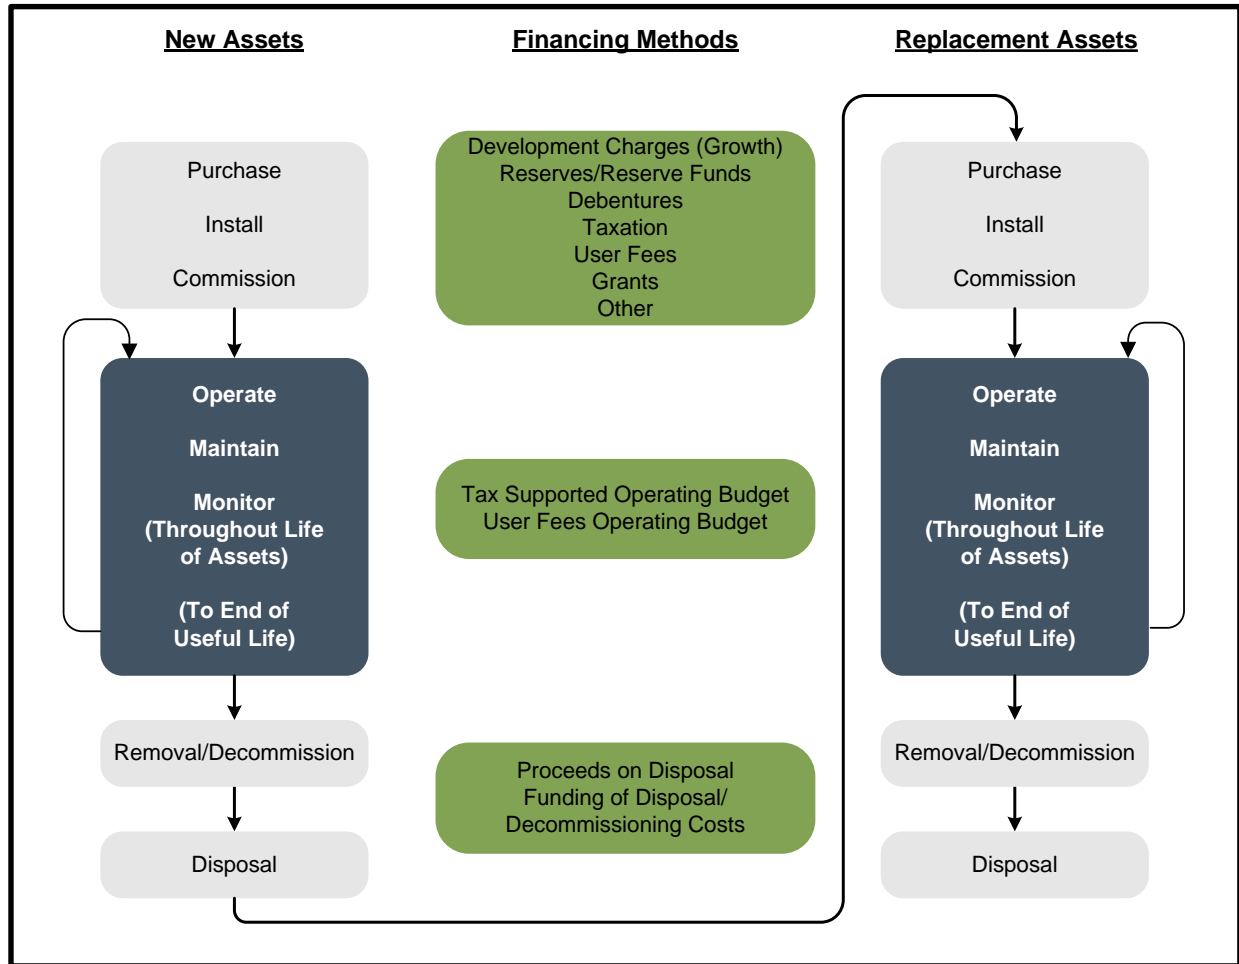 New Assets
Purchase
Install
Commission
Operate
Maintain
Monitor
(Throughout Life
of Assets)
(To End of
Useful Life)
Removal/Decommission
Disposal
Financing Methods
Development Charges (Growth)
Reserves/Reserve Funds
Debentures
Taxation
User Fees
Grants
Other
Tax Supported Operating Budget
User Fees Operating Budget
Proceeds on Disposal
Funding of Disposal/
Decommissioning Costs
Replacement Assets
Purchase
Install
Commission
Operate
Maintain
Monitor
(Throughout Life
of Assets)
(To End of
Useful Life)
Removal/Decommission
Disposal